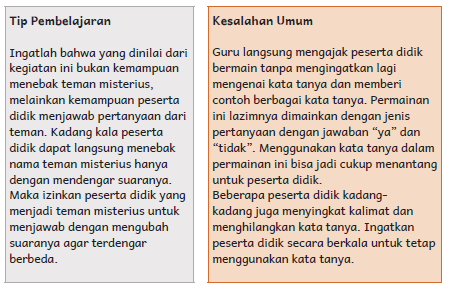 Tip Pembelajaran
Ingatlah bahwa yang dinilai dari
kegiatan ini bukan kemampuan
menebak teman misterius,
melainkan kemampuan peserta
didik menjawab pertanyaan dari
teman. Kadang kala peserta
didik dapat langsung menebak
nama teman misterius hanya
dengan mendengar suaranya.
Maka izinkan peserta didik yang
menjadi teman misterius untuk
menjawab dengan mengubah
suaranya agar terdengar
berbeda.
Kesalahan Umum
Guru langsung mengajak peserta didik
bermain tanpa mengingatkan lagi
mengenai kata tanya dan memberi
contoh berbagai kata tanya. Permainan
ini lazimnya dimainkan dengan jenis
pertanyaan dengan jawaban “ya” dan
“tidak”. Menggunakan kata tanya dalam
permainan ini bisa jadi cukup menantang
untuk peserta didik.
Beberapa peserta didik kadang-
kadang juga menyingkat kalimat dan
menghilangkan kata tanya. Ingatkan
peserta didik secara berkala untuk tetap
menggunakan kata tanya.